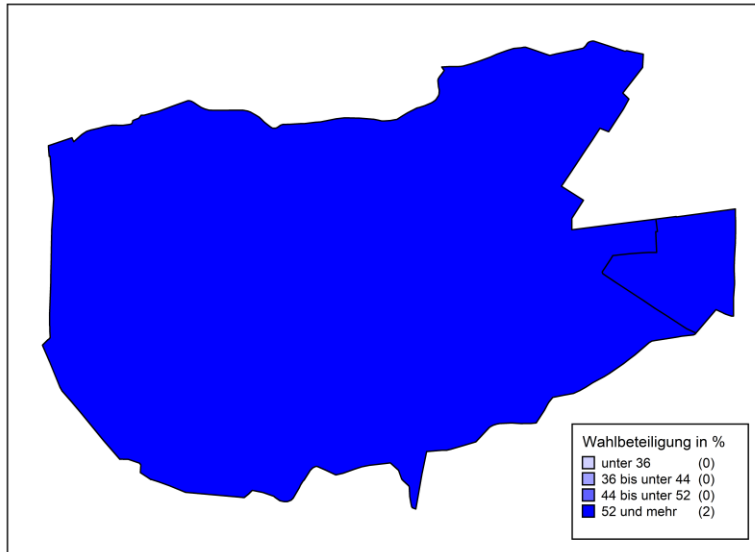 Wahlbeteiligung in %
unter 36 (0)
36 bis unter 44 (0)
44 bis unter 52 (0)
52 und mehr (2)